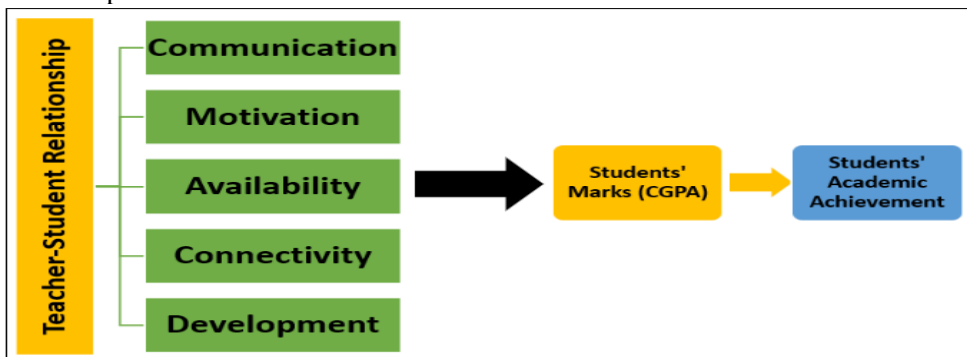 Teacher-Student Relationship
Communication
Motivation
Availability
Connectivity
Development
Students'
Marks (CGPA)
Students'
Academic
Achievement